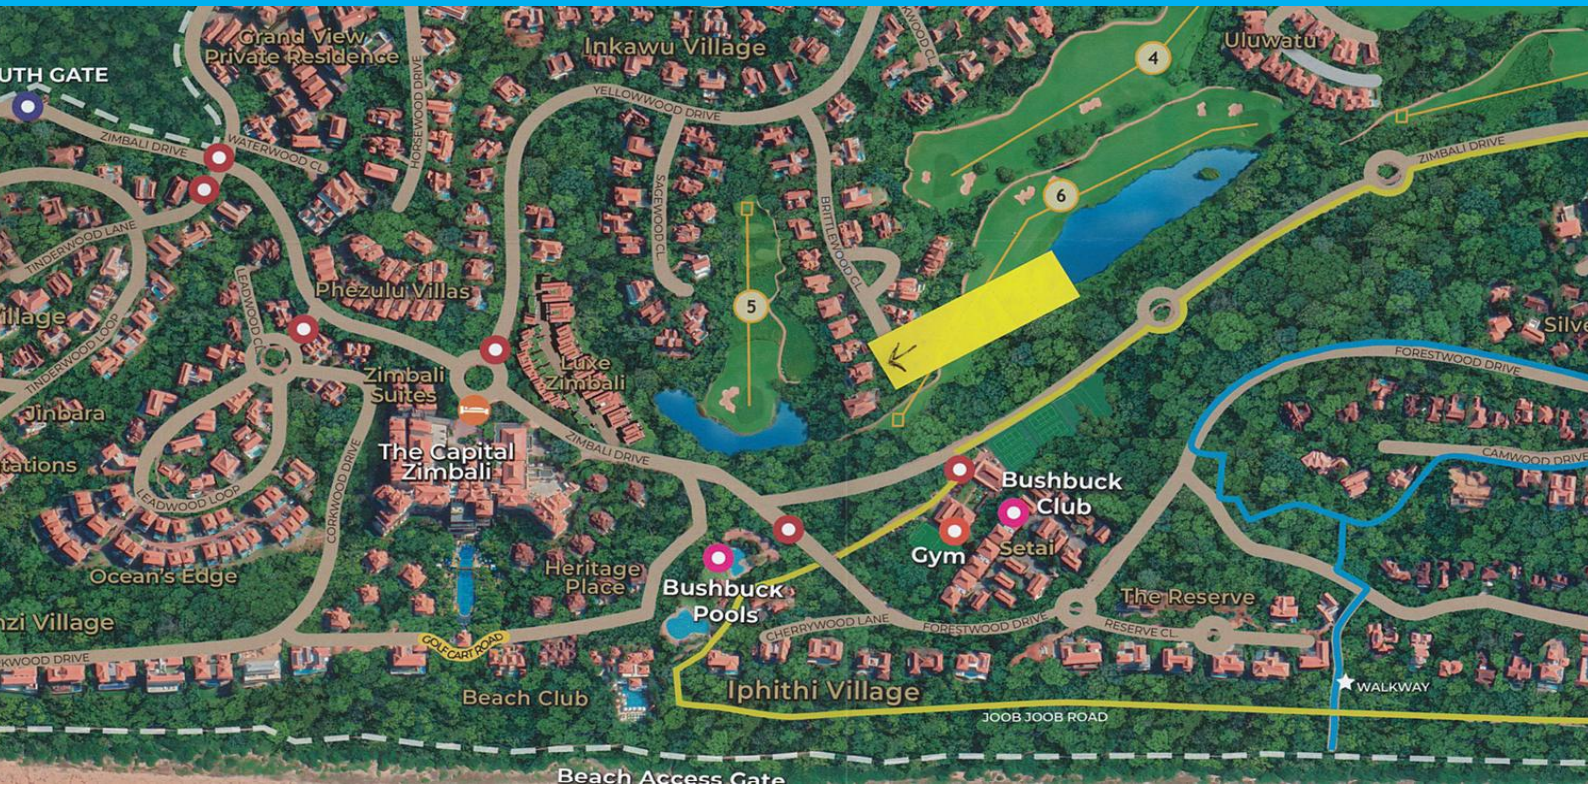 Grand View
Private Residence
Inkawu Village
Uluwatu
4
UTH GATE
ZIMBALI DRIVE
WATERWOOD CL
HORSEWOOD DRIVE
YELLOWWOOD DRIVE
KWOOD CL
ZIMBALI DRIVE
6
SAGEWOOD CL
BRITTLEWOOD CL
TINDERWOOD LANE
LEADWOOD CL
Phezulu Villas
5
illage
TINDERWOOD LOOP
Silve
FORESTWOOD DRIVE
Zimbali
Suites
Luxe
Zimbali
Jinbara
The Capital
Zimbali
ZIMBALI DRIVE
CAMWOOD DRIVE
tations
LEADWOOD LOOP
CORKWOOD DRIVE
Bushbuck
Club
Gym
Setai
Ocean's Edge
Heritage
Place
Bushbuck
Pools
The Reserve
nzi Village
CHERRYWOOD LANE
FORESTWOOD DRIVE
RESERVE CL.
KWOOD DRIVE
GOLF CART ROAD
Beach Club
Iphithi Village
WALKWAY
JOOB JOOB ROAD
Beach Access Gate